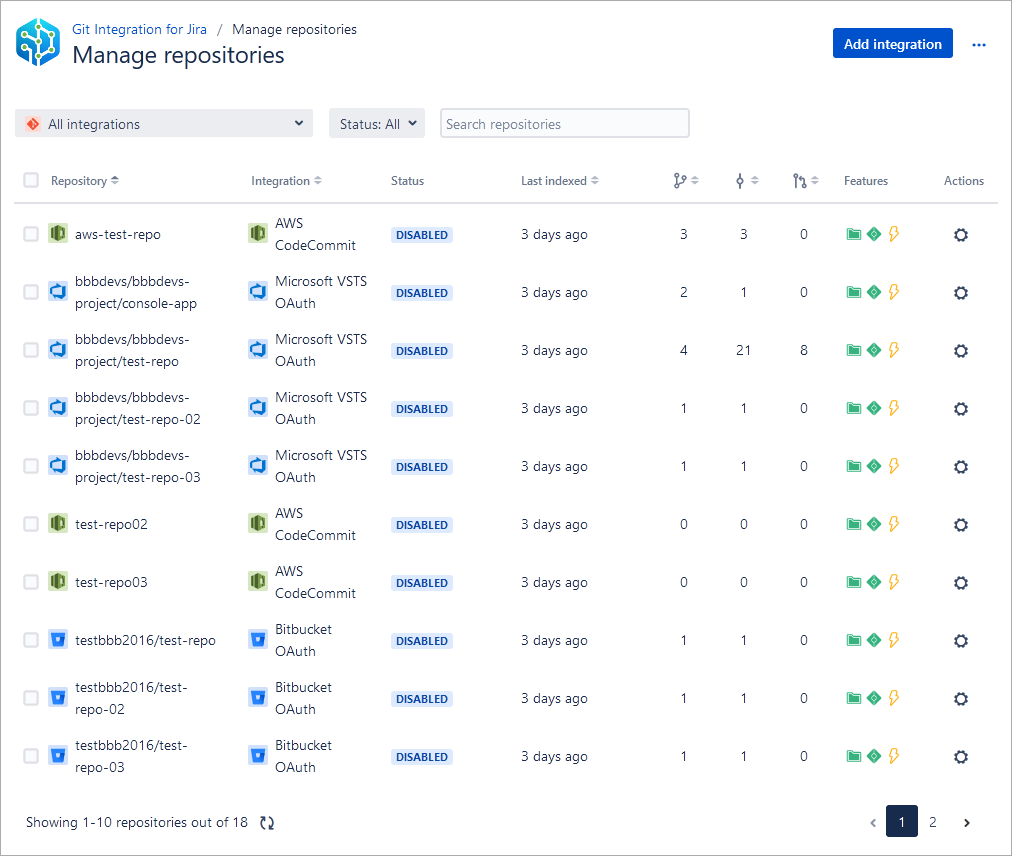 Git Integration for Jira / Manage repositories
Manage repositories
Add integration
All integrations
Status: All
Search repositories
Repository Integration Status Last indexed Features Actions
aws-test-repo AWS CodeCommit DISABLED 3 days ago 3 3 0
bbbdevs/bbbdevs-project/console-app Microsoft VSTS OAuth DISABLED 3 days ago 2 1 0
bbbdevs/bbbdevs-project/test-repo Microsoft VSTS OAuth DISABLED 3 days ago 4 21 8
bbbdevs/bbbdevs-project/test-repo-02 Microsoft VSTS OAuth DISABLED 3 days ago 1 1 0
bbbdevs/bbbdevs-project/test-repo-03 Microsoft VSTS OAuth DISABLED 3 days ago 1 1 0
test-repo02 AWS CodeCommit DISABLED 3 days ago 0 0 0
test-repo03 AWS CodeCommit DISABLED 3 days ago 0 0 0
testbbb2016/test-repo Bitbucket OAuth DISABLED 3 days ago 1 1 0
testbbb2016/test-repo-02 Bitbucket OAuth DISABLED 3 days ago 1 1 0
testbbb2016/test-repo-03 Bitbucket OAuth DISABLED 3 days ago 1 1 0
Showing 1-10 repositories out of 18
1 2